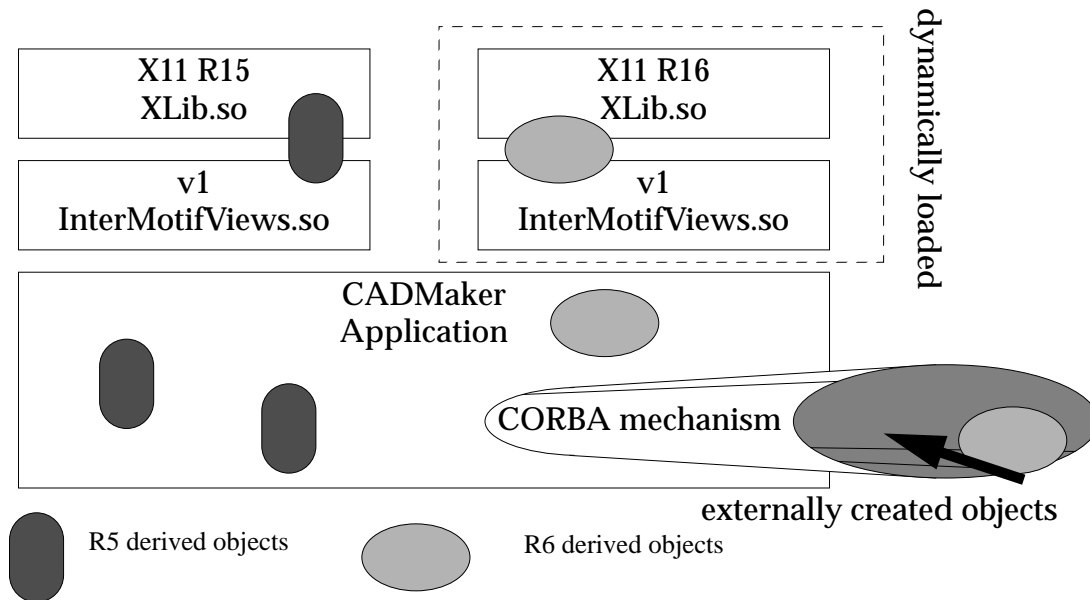 X11 R15
XLib.so
X11 R16
XLib.so
dynamically loaded
v1
InterMotifViews.so
v1
InterMotifViews.so
CADMaker
Application
CORBA mechanism
externally created objects
R5 derived objects
R6 derived objects